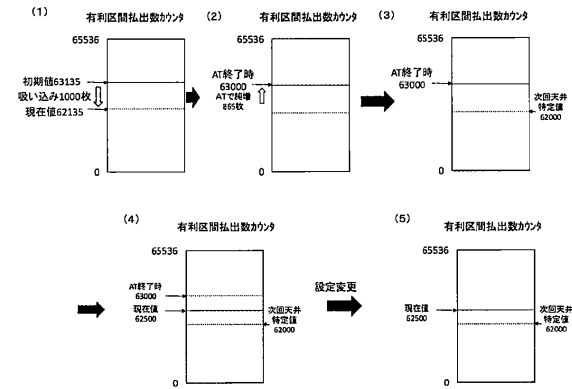 (1)
有利区間払出数カウンタ
65536
初期値63135
吸い込み1000枚
現在値62135
0
(2)
有利区間払出数カウンタ
65536
AT終了時
63000
ATで純増
865枚
0
(3)
有利区間払出数カウンタ
65536
AT終了時
63000
次回天井
特定値
62000
0
(4)
有利区間払出数カウンタ
65536
AT終了時
63000
現在値
62500
次回天井
特定値
62000
0
設定変更
(5)
有利区間払出数カウンタ
65536
現在値
62500
次回天井
特定値
62000
0